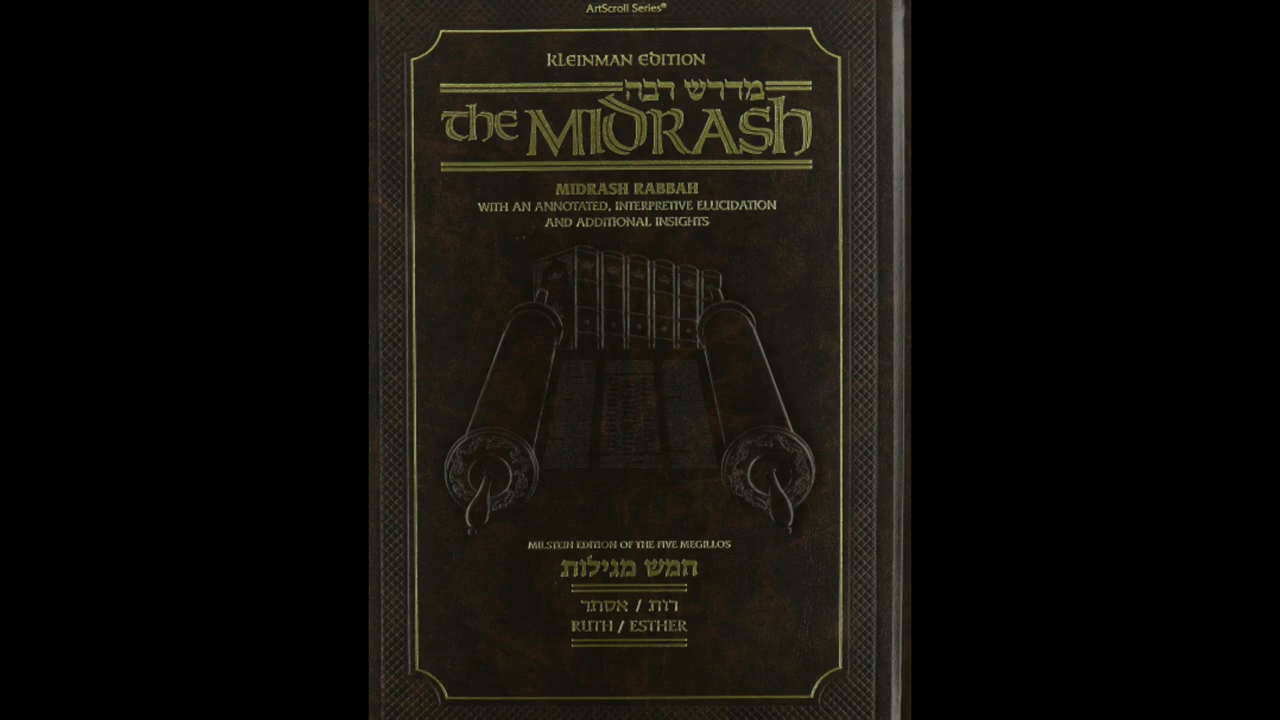 ArtScroll Series®
KLEINMAN EDITION
מדרש רבה
the MIDRASH
MIDRASH RABBAH
WITH AN ANNOTATED, INTERPRETIVE ELUCIDATION
AND ADDITIONAL INSIGHTS
MILSTEIN EDITION OF THE FIVE MEGILLOS
חמש מגילות
רות / אסתר
RUTH / ESTHER